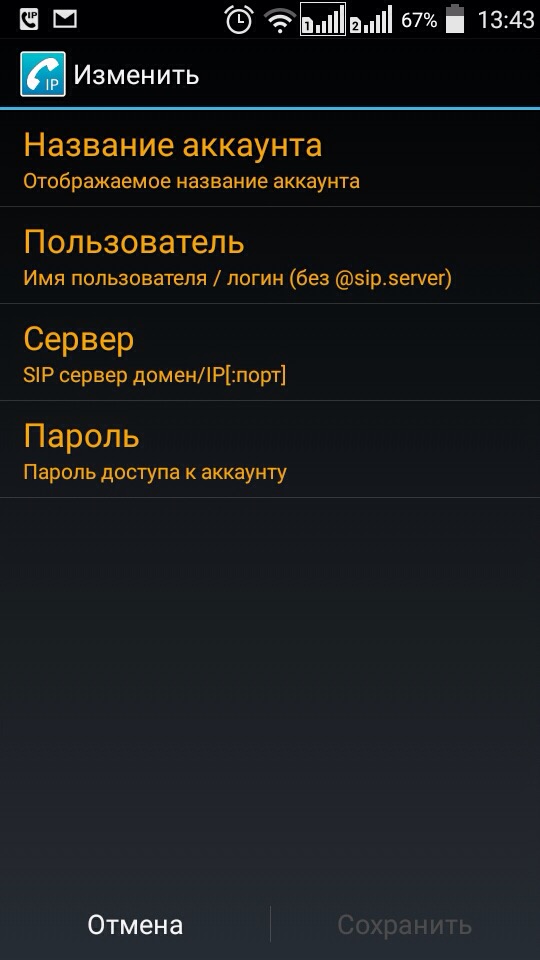 IP
1
2
67%
13:43
IP
Изменить
Название аккаунта
Отображаемое название аккаунта
Пользователь
Имя пользователя / логин (без @sip.server)
Сервер
SIP сервер домен/IP[:порт]
Пароль
Пароль доступа к аккаунту
Отмена
Сохранить